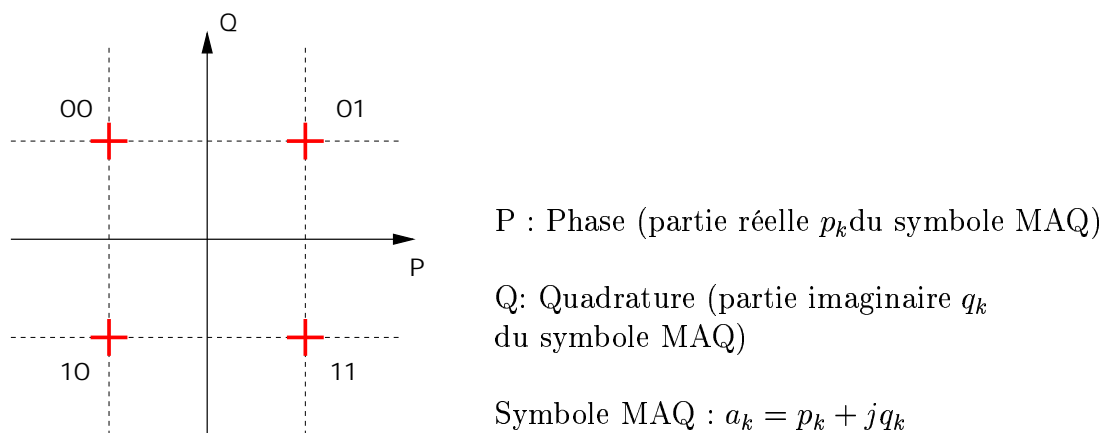 Q
00
01
P
10
11
P : Phase (partie réelle $p_k$du symbole MAQ)
Q: Quadrature (partie imaginaire $q_k$
du symbole MAQ)
Symbole MAQ : $a_k = p_k + jq_k$